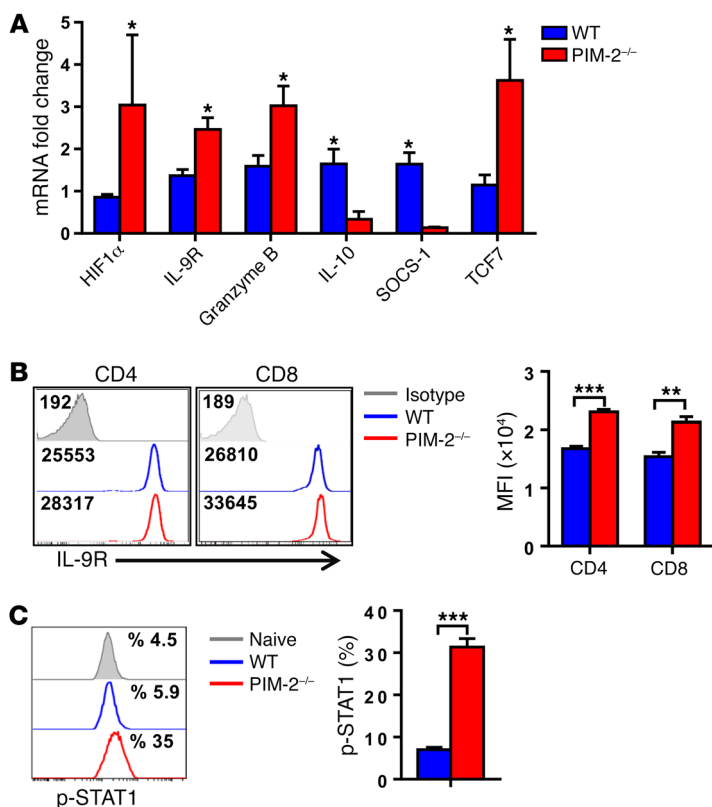 A
mRNA fold change
5
4
3
2
1
0
* * * * * *
HIF1α
IL-9R
Granzyme B
IL-10
SOCS-1
TCF7
WT
PIM-2–/–
B
CD4
CD8
192
25553
28317
189
26810
33645
IL-9R
Isotype
WT
PIM-2–/–
MFI (×10⁴)
3
2
1
0
***
**
CD4
CD8
C
% 4.5
% 5.9
% 35
p-STAT1
Naive
WT
PIM-2–/–
p-STAT1 (%)
40
30
20
10
0
***